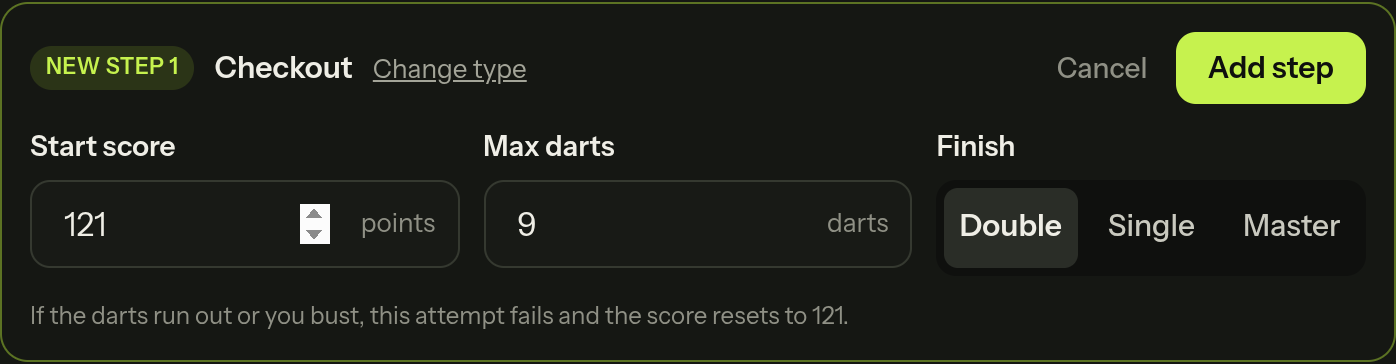 NEW STEP 1 Checkout Change type Cancel Add step
Start score Max darts Finish
121 points 9 darts Double Single Master
If the darts run out or you bust, this attempt fails and the score resets to 121.